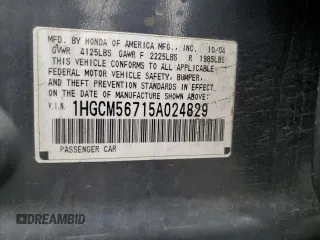 MFD. BY HONDA OF AMERICA MFG., INC. 10/04
GVWR 4125LBS GAWR F 2225LBS R 1985LBS
THIS VEHICLE CONFORMS TO ALL APPLICABLE
FEDERAL MOTOR VEHICLE SAFETY, BUMPER,
AND THEFT PREVENTION STANDARDS IN EFFECT
ON THE DATE OF MANUFACTURE SHOWN ABOVE.
V.I.N. 1HGCM56715A024829
PASSENGER CAR
DREAMBID